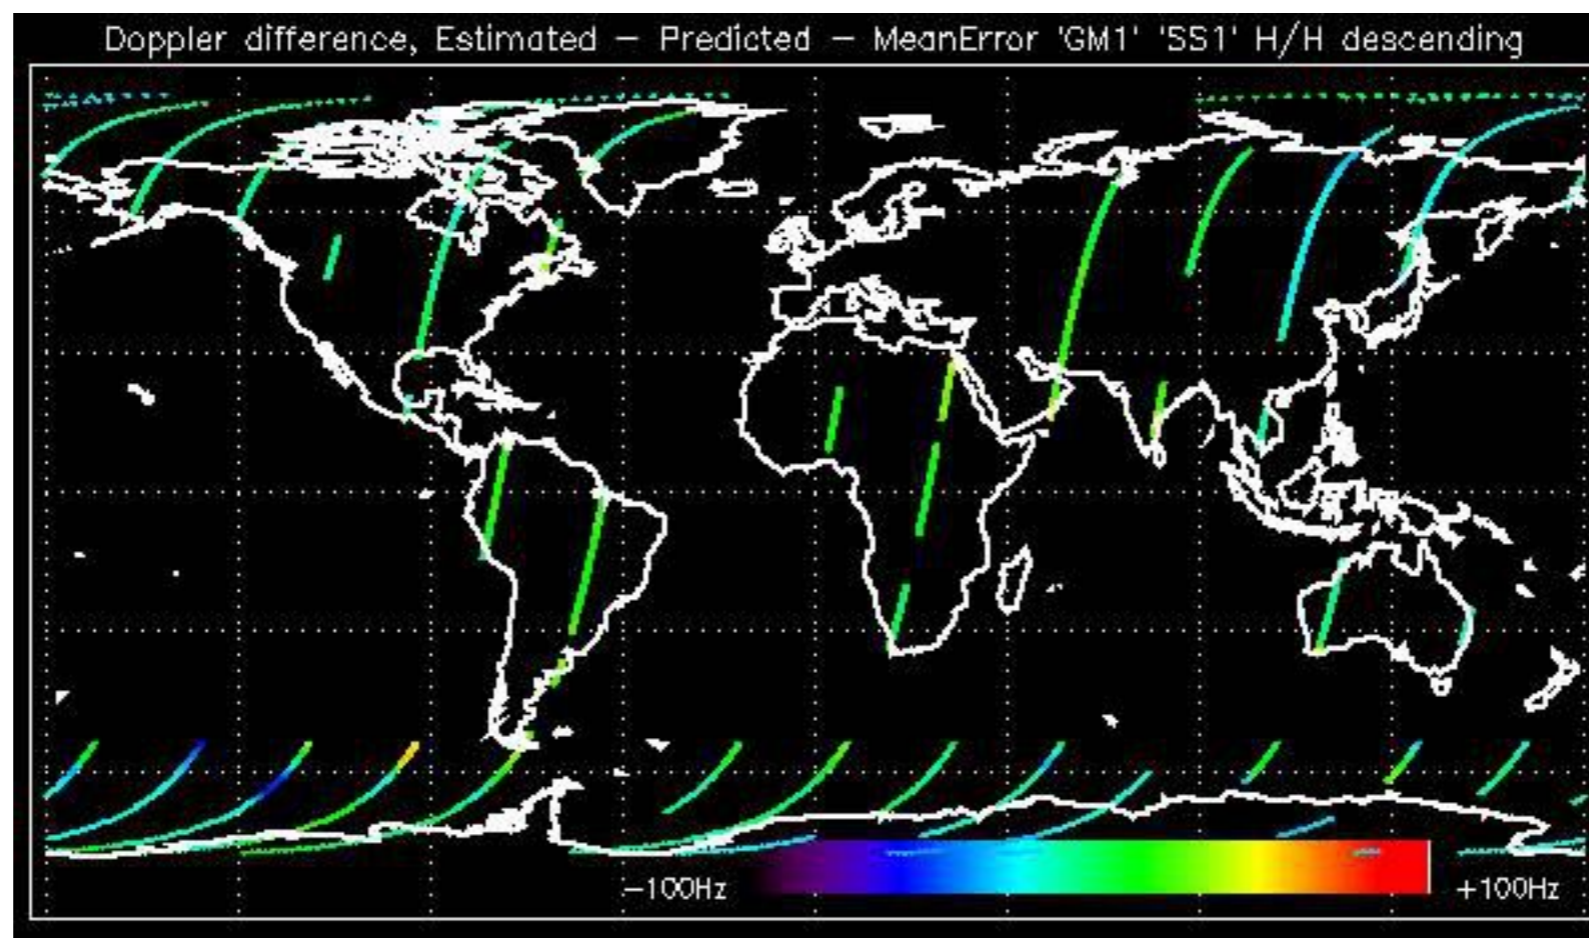 Doppler difference, Estimated – Predicted – MeanError 'GM1' 'SS1' H/H descending
−100Hz +100Hz